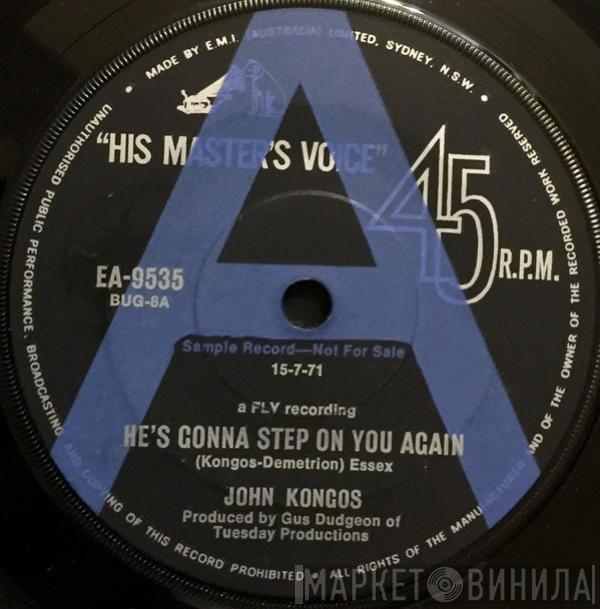 MADE BY E.M.I. (AUSTRALIA) LIMITED, SYDNEY, N.S.W. •
UNAUTHORISED PUBLIC PERFORMANCE, BROADCASTING AND COPYING OF THIS RECORD PROHIBITED • ALL RIGHTS OF THE MANUFACTURER AND OF THE OWNER OF THE RECORDED WORK RESERVED
"HIS MASTER'S VOICE"
45
R.P.M.
A
EA-9535
BUG-8A
Sample Record—Not For Sale
15-7-71
a FLY recording
HE'S GONNA STEP ON YOU AGAIN
(Kongos-Demetrion) Essex
JOHN KONGOS
Produced by Gus Dudgeon of
Tuesday Productions
МАРКЕТ ВИНИЛА